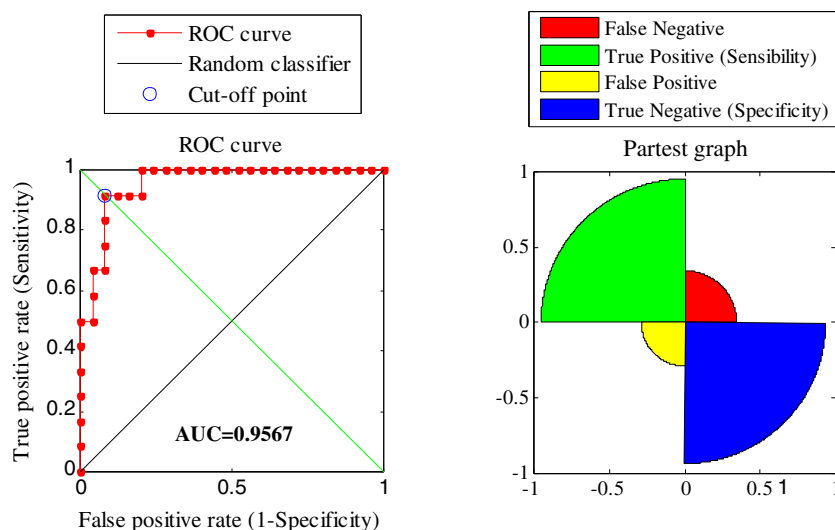 ROC curve
Random classifier
Cut-off point
ROC curve
True positive rate (Sensitivity)
1
0.8
0.6
0.4
0.2
0
AUC=0.9567
0
0.5
1
False positive rate (1-Specificity)
False Negative
True Positive (Sensibility)
False Positive
True Negative (Specificity)
Partest graph
1
0.5
0
-0.5
-1
-1
-0.5
0
0.5 1
1